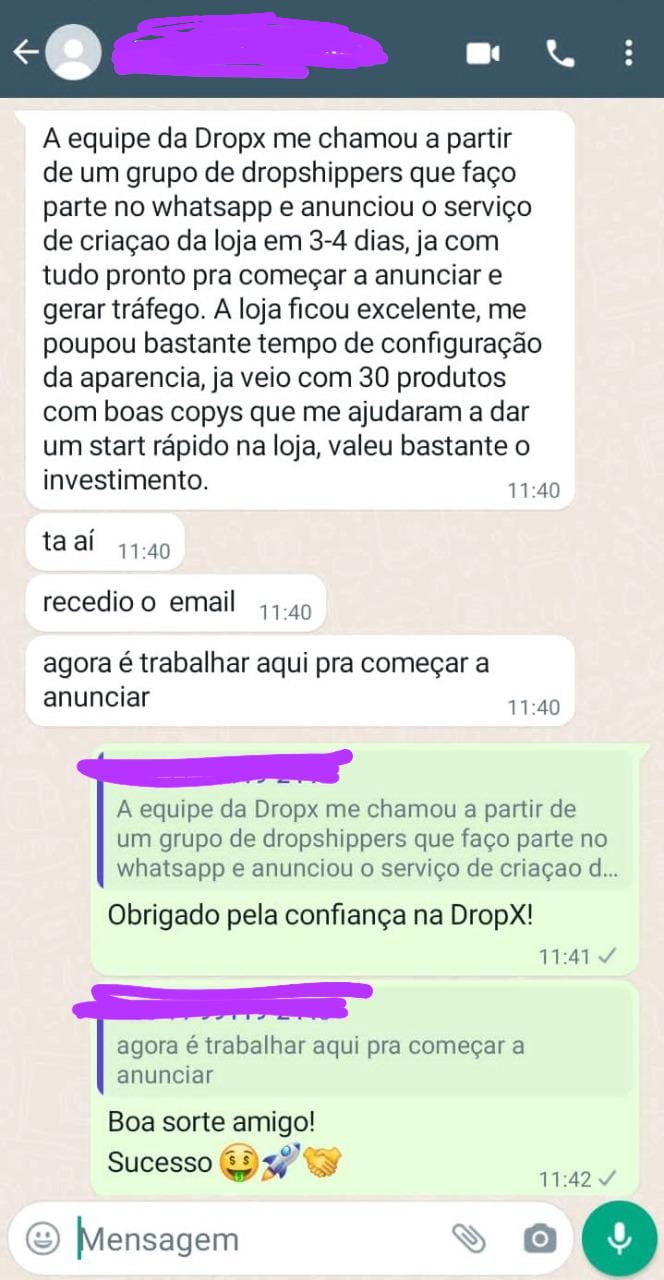 A equipe da Dropx me chamou a partir
de um grupo de dropshippers que faço
parte no whatsapp e anunciou o serviço
de criaçao da loja em 3-4 dias, ja com
tudo pronto pra começar a anunciar e
gerar tráfego. A loja ficou excelente, me
poupou bastante tempo de configuração
da aparencia, ja veio com 30 produtos
com boas copys que me ajudaram a dar
um start rápido na loja, valeu bastante o
investimento.
11:40
ta aí 11:40
recedio o email 11:40
agora é trabalhar aqui pra começar a
anunciar
11:40
A equipe da Dropx me chamou a partir de
um grupo de dropshippers que faço parte no
whatsapp e anunciou o serviço de criaçao d...
Obrigado pela confiança na DropX!
11:41
agora é trabalhar aqui pra começar a
anunciar
Boa sorte amigo!
Sucesso 🤑🚀🤝
11:42
Mensagem